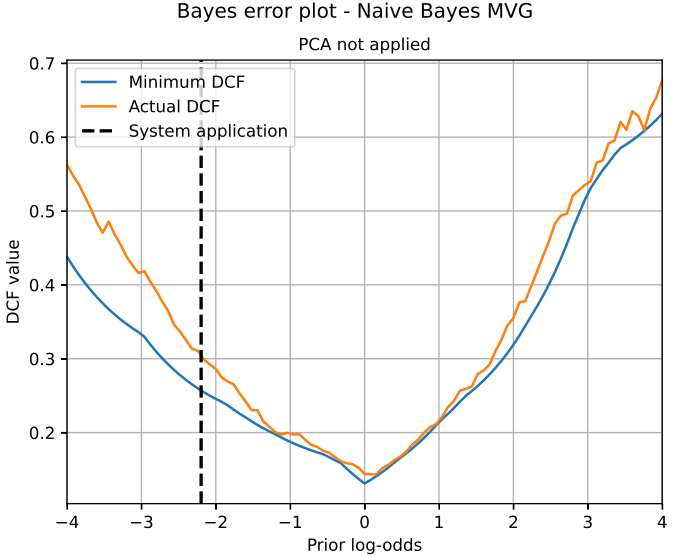 Bayes error plot - Naive Bayes MVG
PCA not applied
Minimum DCF
Actual DCF
System application
DCF value
0.7
0.6
0.5
0.4
0.3
0.2
−4 −3 −2 −1 0 1 2 3 4
Prior log-odds